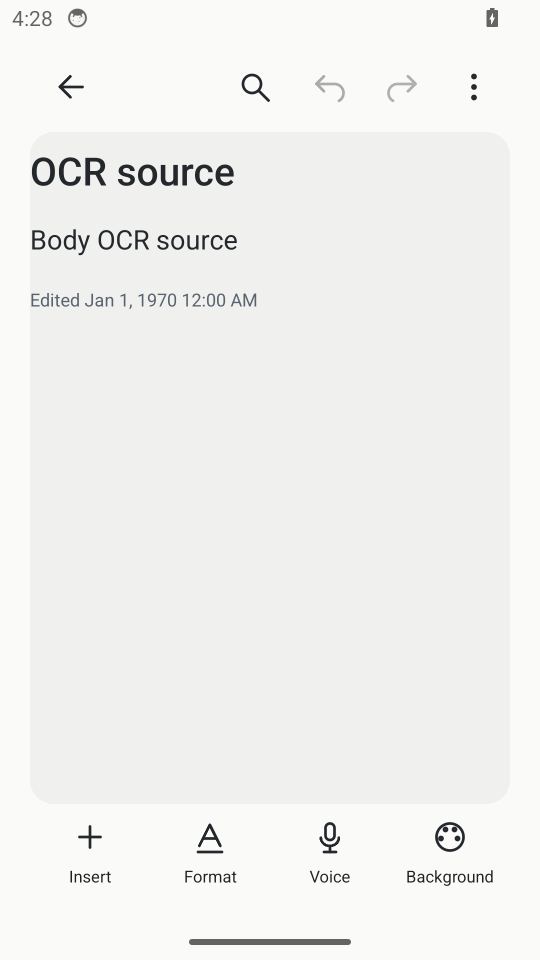 4:28
OCR source
Body OCR source
Edited Jan 1, 1970 12:00 AM
Insert
Format
Voice
Background